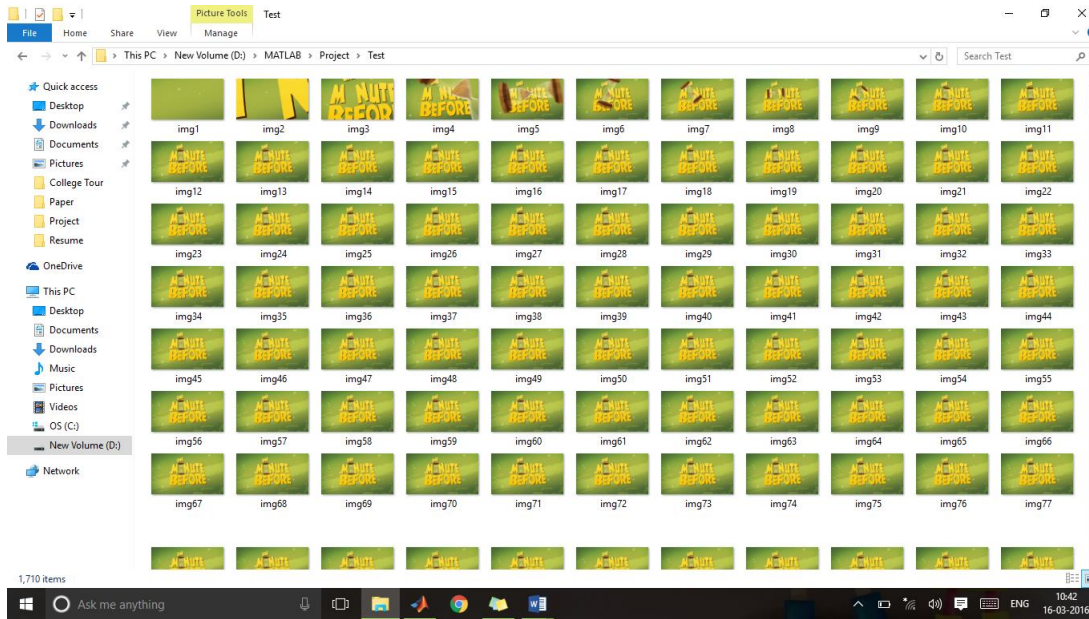 Picture Tools Test
File Home Share View Manage
This PC > New Volume (D:) > MATLAB > Project > Test
Search Test
Quick access
Desktop
Downloads
Documents
Pictures
College Tour
Paper
Project
Resume
OneDrive
This PC
Desktop
Documents
Downloads
Music
Pictures
Videos
OS (C:)
New Volume (D:)
Network
M NUTE
BEFORE
MINUTE
BEFORE
img1 img2 img3 img4 img5 img6 img7 img8 img9 img10 img11
img12 img13 img14 img15 img16 img17 img18 img19 img20 img21 img22
img23 img24 img25 img26 img27 img28 img29 img30 img31 img32 img33
img34 img35 img36 img37 img38 img39 img40 img41 img42 img43 img44
img45 img46 img47 img48 img49 img50 img51 img52 img53 img54 img55
img56 img57 img58 img59 img60 img61 img62 img63 img64 img65 img66
img67 img68 img69 img70 img71 img72 img73 img74 img75 img76 img77
1,710 items
Ask me anything
ENG
10:42
16-03-2016